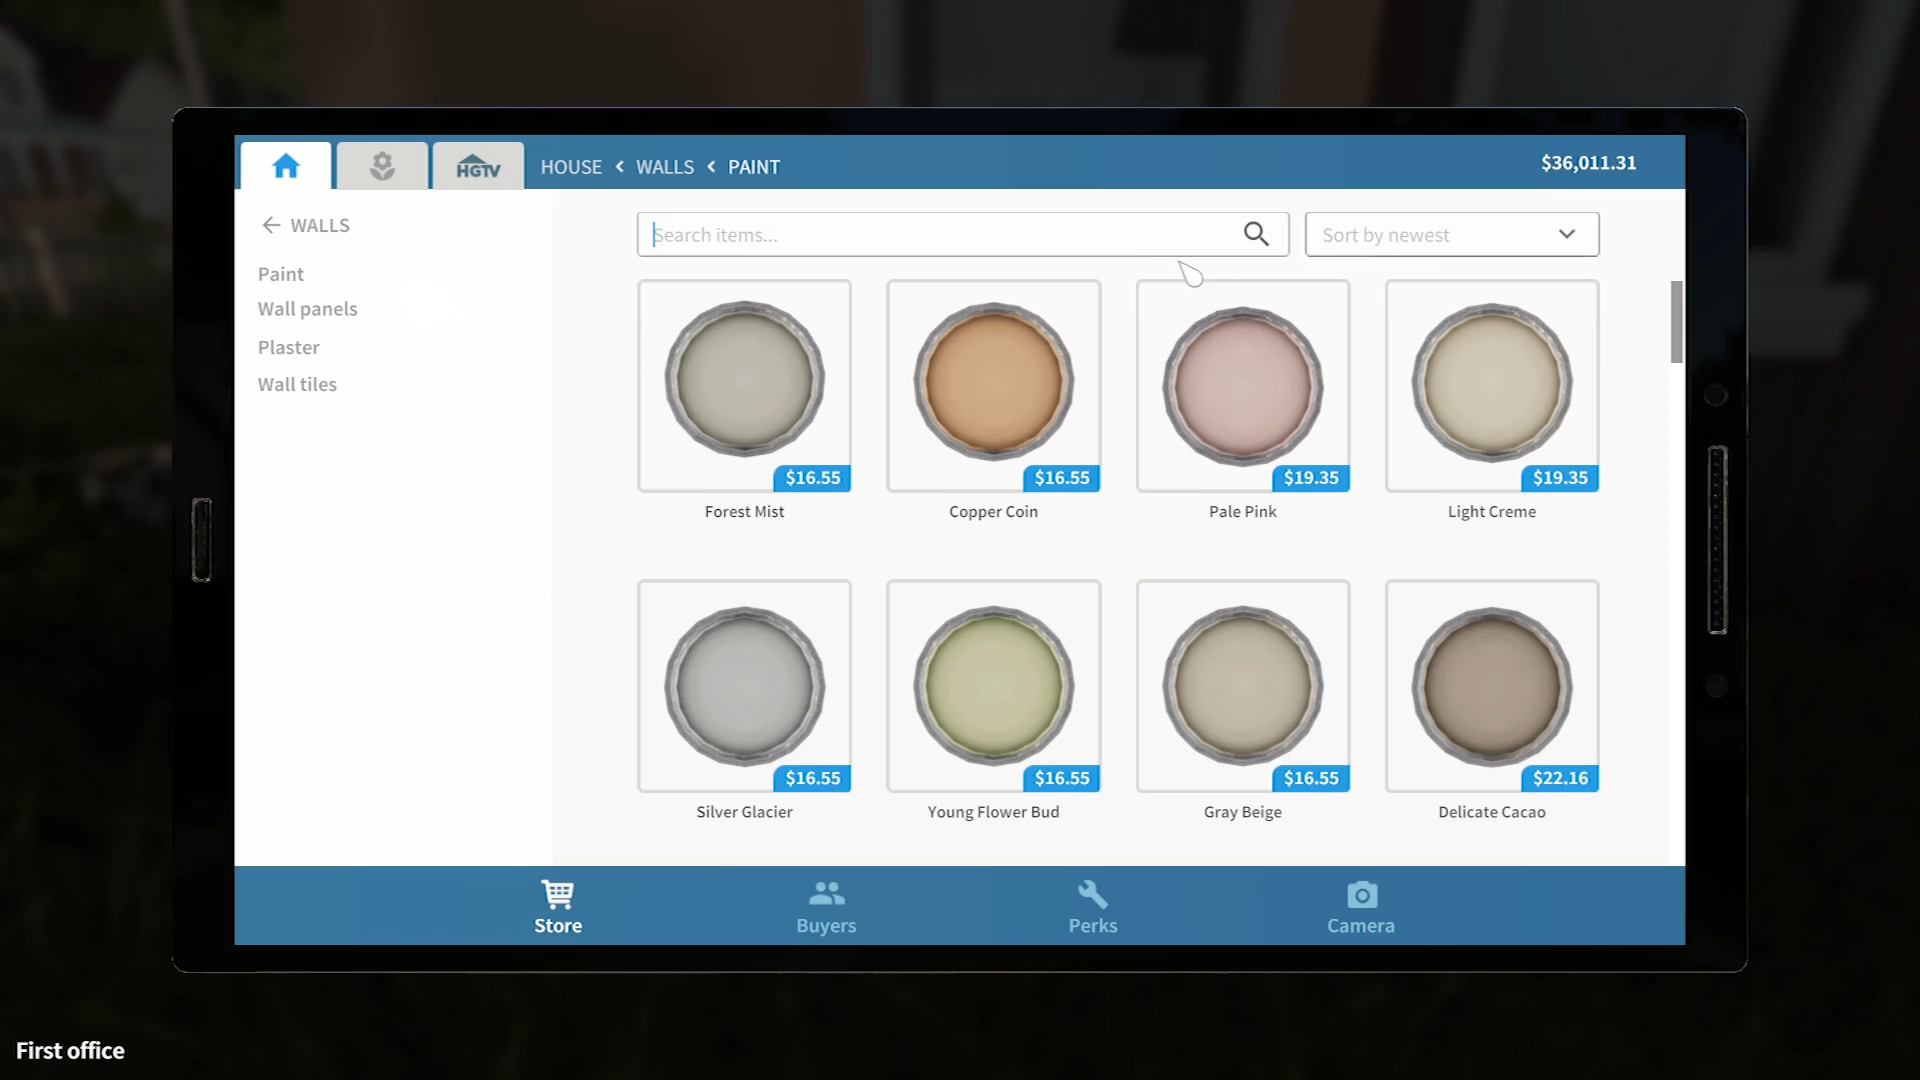 HGTV
HOUSE < WALLS < PAINT
$36,011.31
WALLS
Search items...
Sort by newest
Paint
Wall panels
Plaster
Wall tiles
$16.55
$16.55
$19.35
$19.35
Forest Mist
Copper Coin
Pale Pink
Light Creme
$16.55
$16.55
$16.55
$22.16
Silver Glacier
Young Flower Bud
Gray Beige
Delicate Cacao
Store
Buyers
Perks
Camera
First office